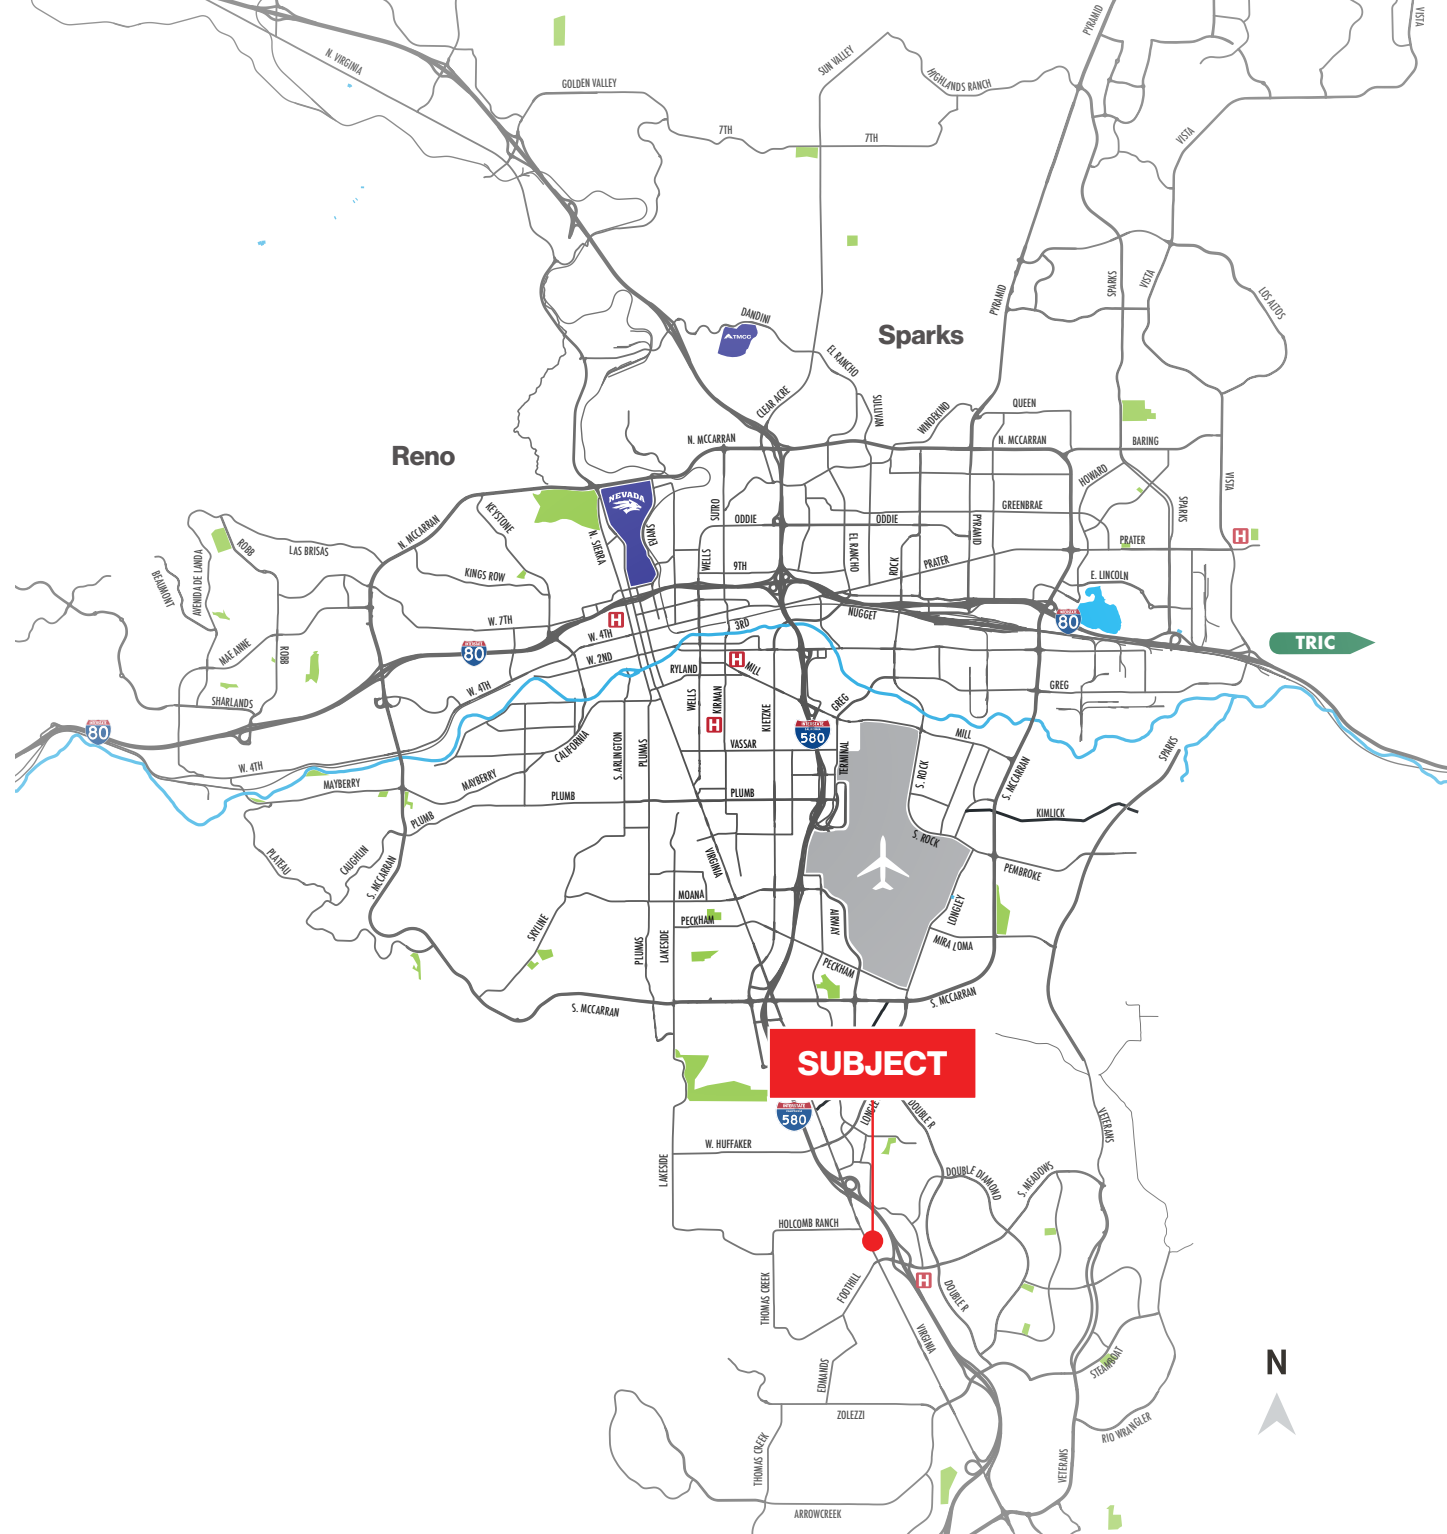 PYRAMID
VISTA
N. VIRGINIA
SUN VALLEY
HIGHLANDS RANCH
GOLDEN VALLEY
7TH
7TH
VISTA
SPARKS
VISTA
LOS ALTOS
PYRAMID
DANDINI
TMCC
Sparks
EL RANCHO
CLEAR ACRE
SULLIVAN
WINDEKIND
QUEEN
N. MCCARRAN
N. MCCARRAN
BARING
Reno
HOWARD
VISTA
NEVADA
KEYSTONE
SUTRO
GREENBRAE
SPARKS
N. MCCARRAN
ODDIE
ODDIE
PYRAMID
N. SIERRA
EVANS
EL RANCHO
PRATER
H
ROBB
LAS BRISAS
WELLS
9TH
ROCK
PRATER
BEAUMONT
AVENIDA DE LANDA
KINGS ROW
E. LINCOLN
W. 7TH
H
3RD
NUGGET
80
W. 4TH
TRIC
MAE ANNE
ROBB
80
W. 2ND
H
MILL
RYLAND
GREG
W. 4TH
WELLS
KIRMAN
SHARLANDS
GREG
KIETZKE
H
INTERSTATE
580
80
MILL
CALIFORNIA
S. ARLINGTON
PLUMAS
VASSAR
TERMINAL
SPARKS
W. 4TH
S. ROCK
S. MCCARRAN
MAYBERRY
MAYBERRY
PLUMB
PLUMB
KIMLICK
PLUMB
S. ROCK
PLATEAU
CAUGHLIN
S. MCCARRAN
VIRGINIA
PEMBROKE
MOANA
LONGLEY
PECKHAM
AIRWAY
SKYLINE
PLUMAS
LAKESIDE
MIRA LOMA
PECKHAM
S. MCCARRAN
S. MCCARRAN
SUBJECT
INTERSTATE
580
DOUBLE R
VETERANS
W. HUFFAKER
LAKESIDE
DOUBLE DIAMOND
S. MEADOWS
HOLCOMB RANCH
H
THOMAS CREEK
FOOTHILL
DOUBLE R
VIRGINIA
STEAMBOAT
N
EDMANDS
ZOLEZZI
RIO WRANGLER
THOMAS CREEK
VETERANS
ARROWCREEK